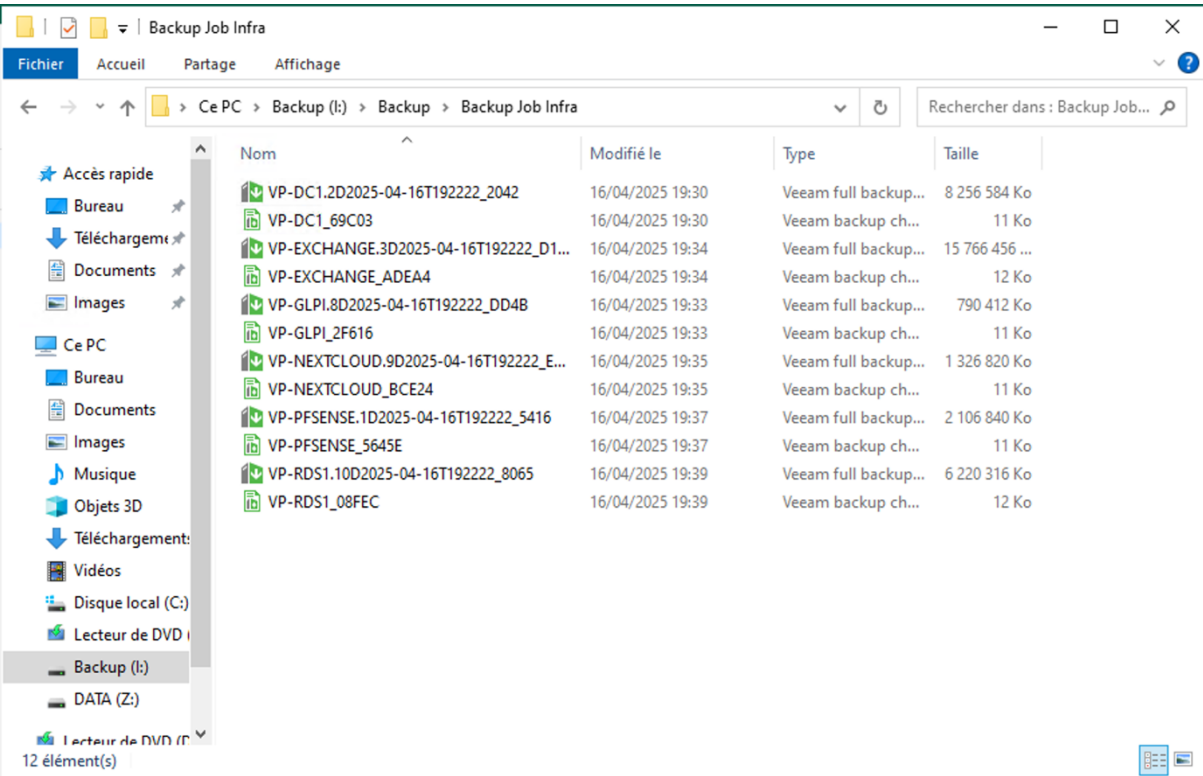 Backup Job Infra
Fichier Accueil Partage Affichage
Ce PC > Backup (I:) > Backup > Backup Job Infra
Rechercher dans : Backup Job...
Accès rapide
Bureau
Téléchargeme
Documents
Images
Ce PC
Bureau
Documents
Images
Musique
Objets 3D
Téléchargements
Vidéos
Disque local (C:)
Lecteur de DVD (
Backup (I:)
DATA (Z:)
Lecteur de DVD (D
Nom Modifié le Type Taille
VP-DC1.2D2025-04-16T192222_2042 16/04/2025 19:30 Veeam full backup... 8 256 584 Ko
VP-DC1_69C03 16/04/2025 19:30 Veeam backup ch... 11 Ko
VP-EXCHANGE.3D2025-04-16T192222_D1... 16/04/2025 19:34 Veeam full backup... 15 766 456 ...
VP-EXCHANGE_ADEA4 16/04/2025 19:34 Veeam backup ch... 12 Ko
VP-GLPI.8D2025-04-16T192222_DD4B 16/04/2025 19:33 Veeam full backup... 790 412 Ko
VP-GLPI_2F616 16/04/2025 19:33 Veeam backup ch... 11 Ko
VP-NEXTCLOUD.9D2025-04-16T192222_E... 16/04/2025 19:35 Veeam full backup... 1 326 820 Ko
VP-NEXTCLOUD_BCE24 16/04/2025 19:35 Veeam backup ch... 11 Ko
VP-PFSENSE.1D2025-04-16T192222_5416 16/04/2025 19:37 Veeam full backup... 2 106 840 Ko
VP-PFSENSE_5645E 16/04/2025 19:37 Veeam backup ch... 11 Ko
VP-RDS1.10D2025-04-16T192222_8065 16/04/2025 19:39 Veeam full backup... 6 220 316 Ko
VP-RDS1_08FEC 16/04/2025 19:39 Veeam backup ch... 12 Ko
12 élément(s)